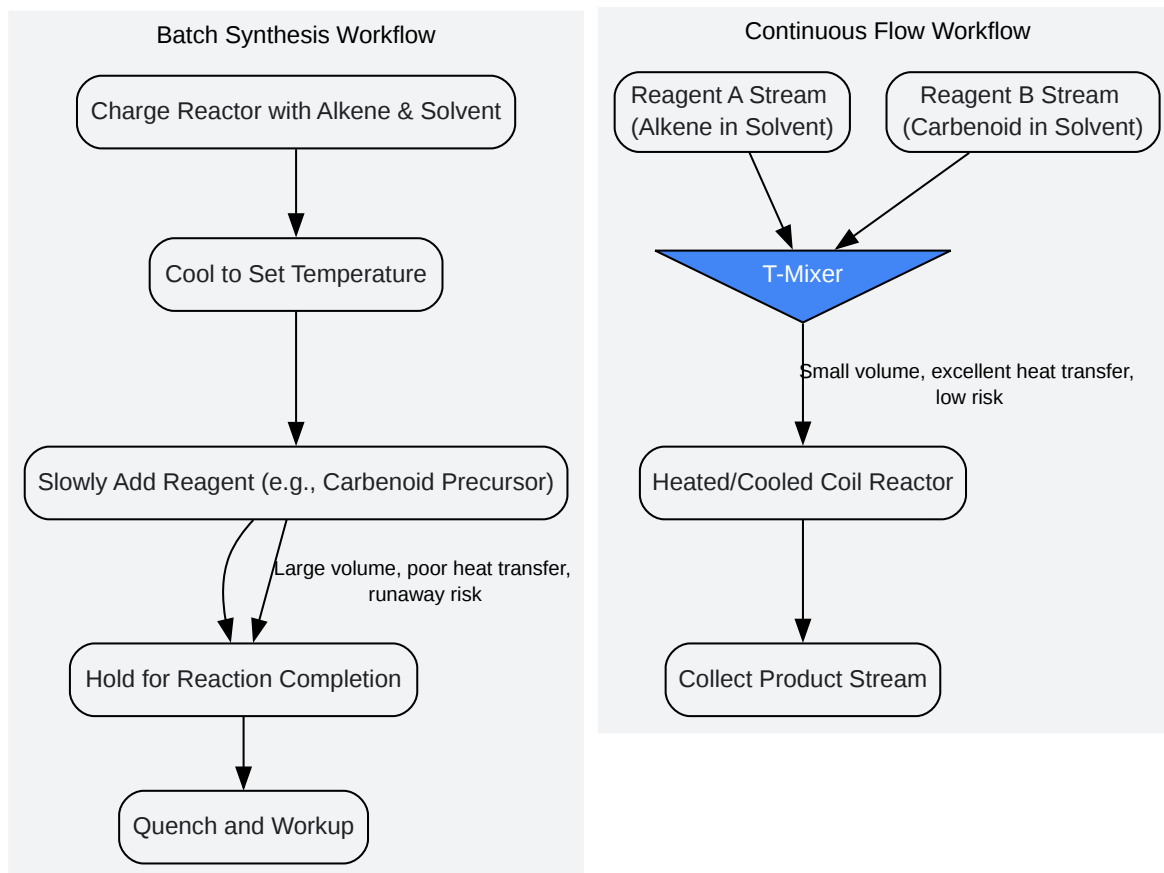 Batch Synthesis Workflow
Charge Reactor with Alkene & Solvent
Cool to Set Temperature
Slowly Add Reagent (e.g., Carbenoid Precursor)
Large volume, poor heat transfer,
runaway risk
Hold for Reaction Completion
Quench and Workup
Continuous Flow Workflow
Reagent A Stream
(Alkene in Solvent)
Reagent B Stream
(Carbenoid in Solvent)
T-Mixer
Small volume, excellent heat transfer,
low risk
Heated/Cooled Coil Reactor
Collect Product Stream